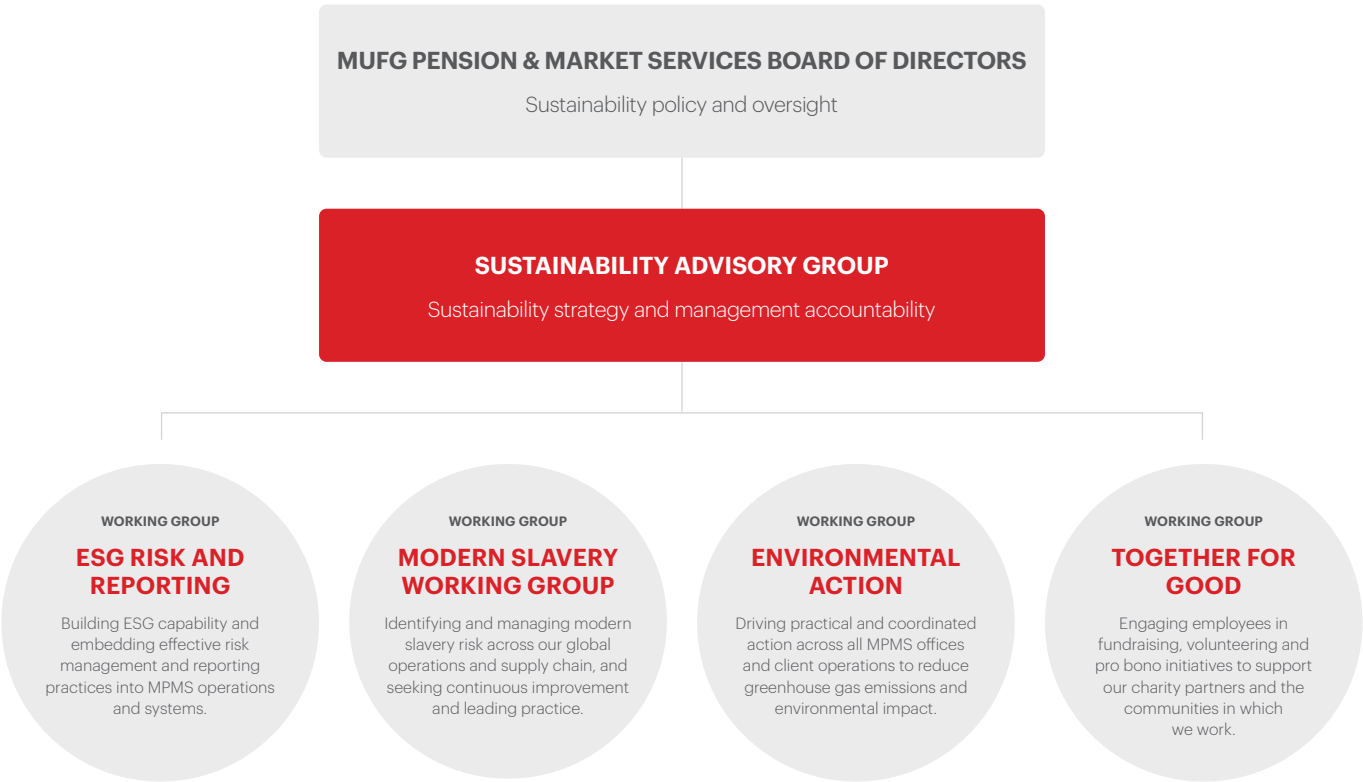 MUFG PENSION & MARKET SERVICES BOARD OF DIRECTORS
Sustainability policy and oversight
SUSTAINABILITY ADVISORY GROUP
Sustainability strategy and management accountability
WORKING GROUP
ESG RISK AND
REPORTING
Building ESG capability and
embedding effective risk
management and reporting
practices into MPMS operations
and systems.
WORKING GROUP
MODERN SLAVERY
WORKING GROUP
Identifying and managing modern
slavery risk across our global
operations and supply chain, and
seeking continuous improvement
and leading practice.
WORKING GROUP
ENVIRONMENTAL
ACTION
Driving practical and coordinated
action across all MPMS offices
and client operations to reduce
greenhouse gas emissions and
environmental impact.
WORKING GROUP
TOGETHER FOR
GOOD
Engaging employees in
fundraising, volunteering and
pro bono initiatives to support
our charity partners and the
communities in which
we work.